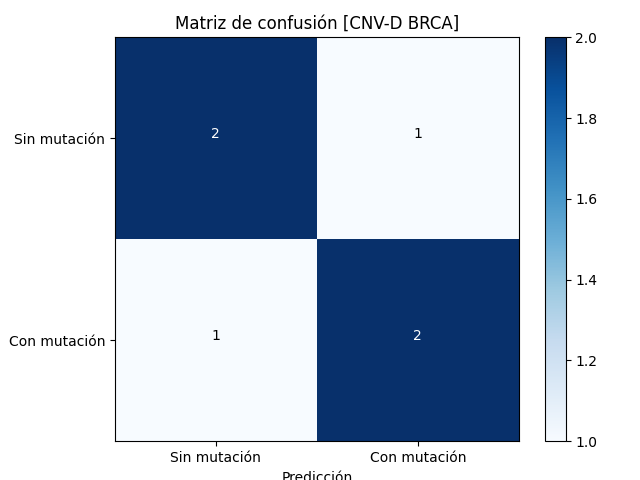 Matriz de confusión [CNV-D BRCA]
Sin mutación
2
1
Con mutación
1
2
Sin mutación
Con mutación
Predicción
2.0
1.8
1.6
1.4
1.2
1.0